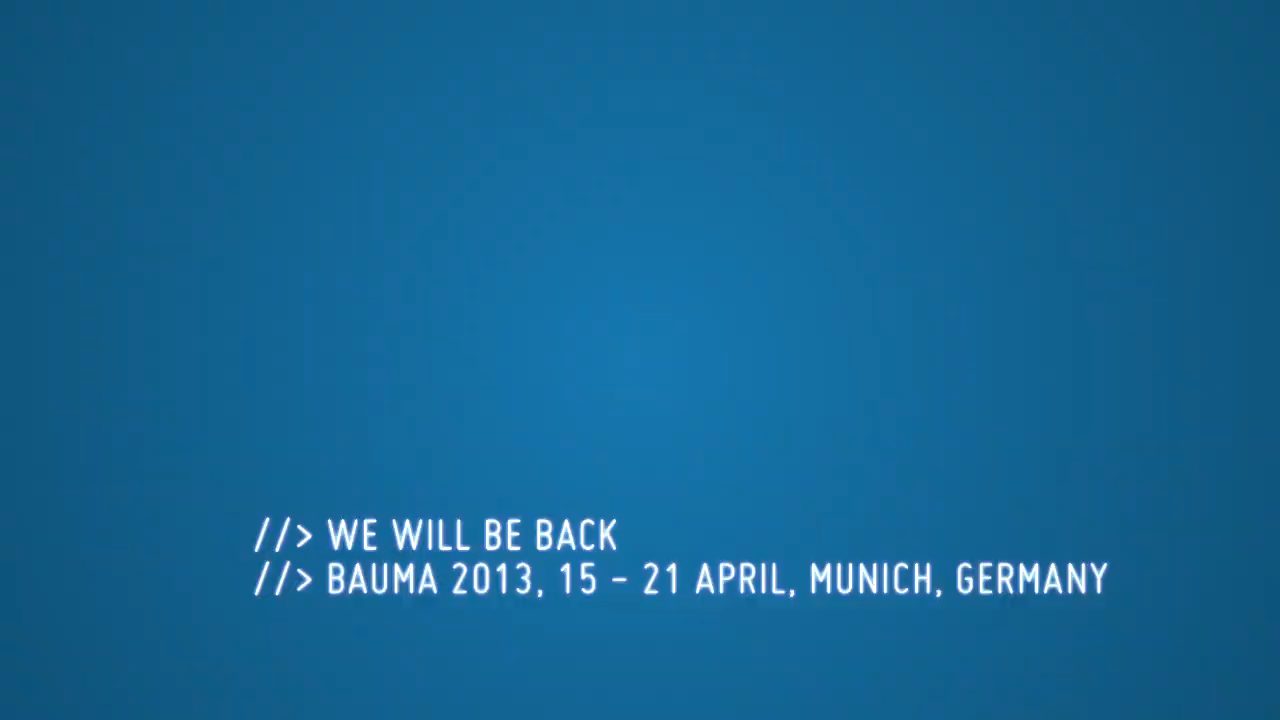 //> WE WILL BE BACK
//> BAUMA 2013, 15 – 21 APRIL, MUNICH, GERMANY